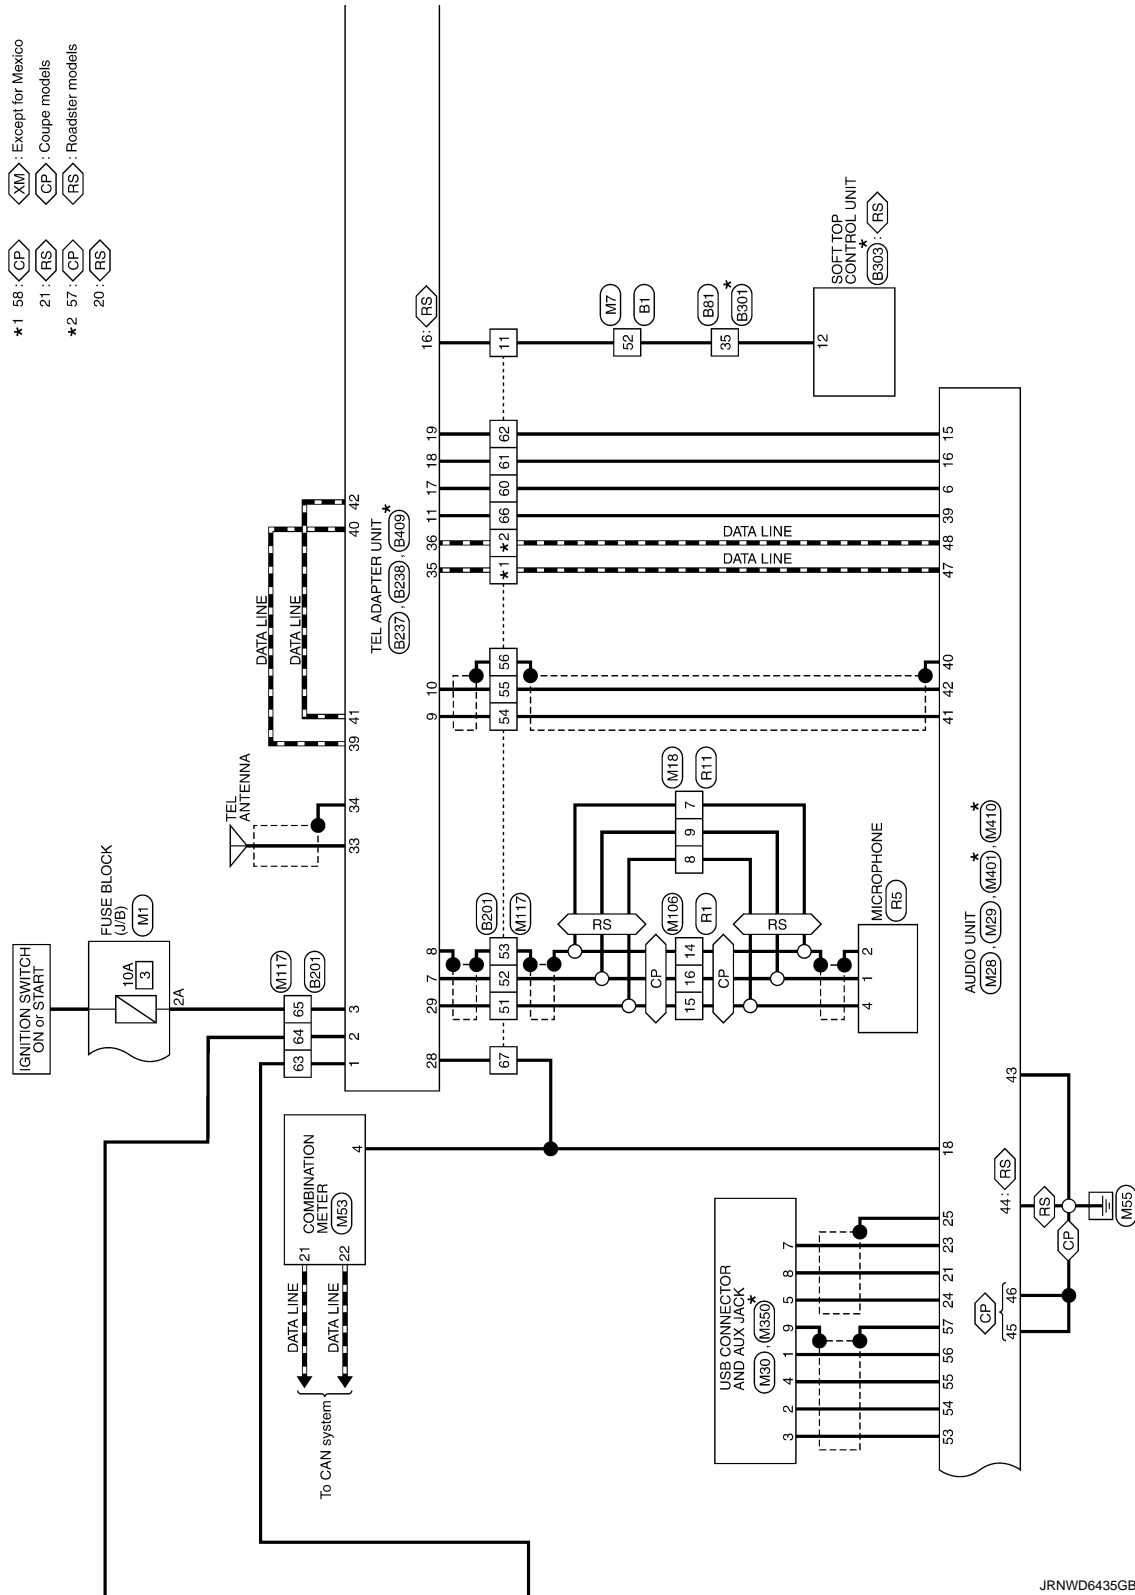 *1 58 : CP
21 : RS
*2 57 : CP
20 : RS
XM : Except for Mexico
CP : Coupe models
RS : Roadster models
IGNITION SWITCH
ON or START
FUSE BLOCK
(J/B)
M1
10A
3
2A
M117
B201
63 64 65
1 2 3
TEL
ANTENNA
33 34
DATA LINE
DATA LINE
39 41 40 42
TEL ADAPTER UNIT
B237 , B238 , B409 *
28 29 7 8 9 10 35 36 11 17 18 19 16 : RS
67 51 52 53 54 55 56 *1 *2 66 60 61 62 11
B201
M117
COMBINATION
METER
M53
4
21 22
DATA LINE
DATA LINE
To CAN system
RS
CP
15 16 14
M106
R1
CP
RS
8 9 7
M18
R11
4 1 2
MICROPHONE
R5
DATA LINE
DATA LINE
52
M7
B1
35
B81
B301 *
12
SOFT TOP
CONTROL UNIT
B303 * : RS
USB CONNECTOR
AND AUX JACK
M30 , M350 *
3 2 4 1 9 5 8 7
53 54 55 56 57 24 21 23 25 18 41 42 40 47 48 39 6 16 15
AUDIO UNIT
M28 , M29 , M401 * , M410 *
45 46 44 : RS 43
CP
CP
RS
M55
JRNWD6435GB